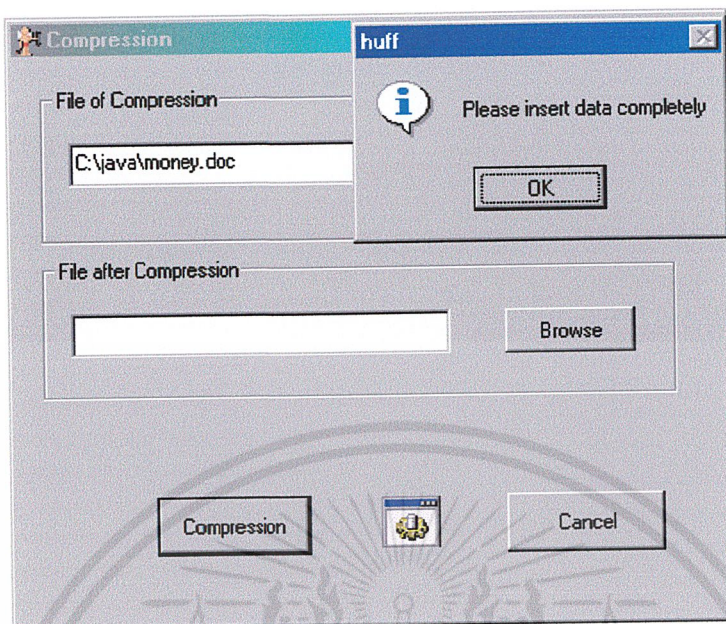 Compression
huff
File of Compression
Please insert data completely
C:\java\money.doc
OK
File after Compression
Browse
Compression
Cancel